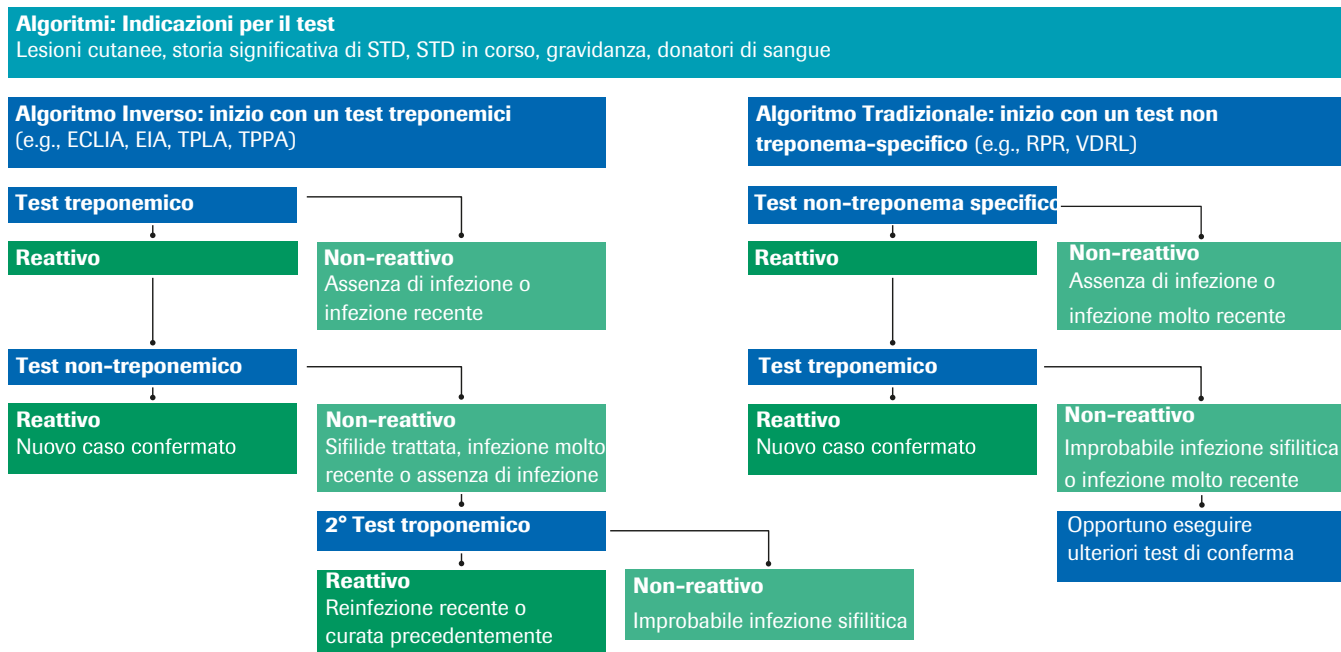 Algoritmi: Indicazioni per il test
Lesioni cutanee, storia significativa di STD, STD in corso, gravidanza, donatori di sangue
Algoritmo Inverso: inizio con un test treponemici
(e.g., ECLIA, EIA, TPLA, TPPA)
Test treponemico
Reattivo
Non-reattivo
Assenza di infezione o
infezione recente
Test non-treponemico
Reattivo
Nuovo caso confermato
Non-reattivo
Sifilide trattata, infezione molto
recente o assenza di infezione
2° Test troponemico
Reattivo
Reinfezione recente o
curata precedentemente
Non-reattivo
Improbabile infezione sifilitica
Algoritmo Tradizionale: inizio con un test non
treponema-specifico (e.g., RPR, VDRL)
Test non-treponema specifico
Reattivo
Non-reattivo
Assenza di infezione o
infezione molto recente
Test treponemico
Reattivo
Nuovo caso confermato
Non-reattivo
Improbabile infezione sifilitica
o infezione molto recente
Opportuno eseguire
ulteriori test di conferma